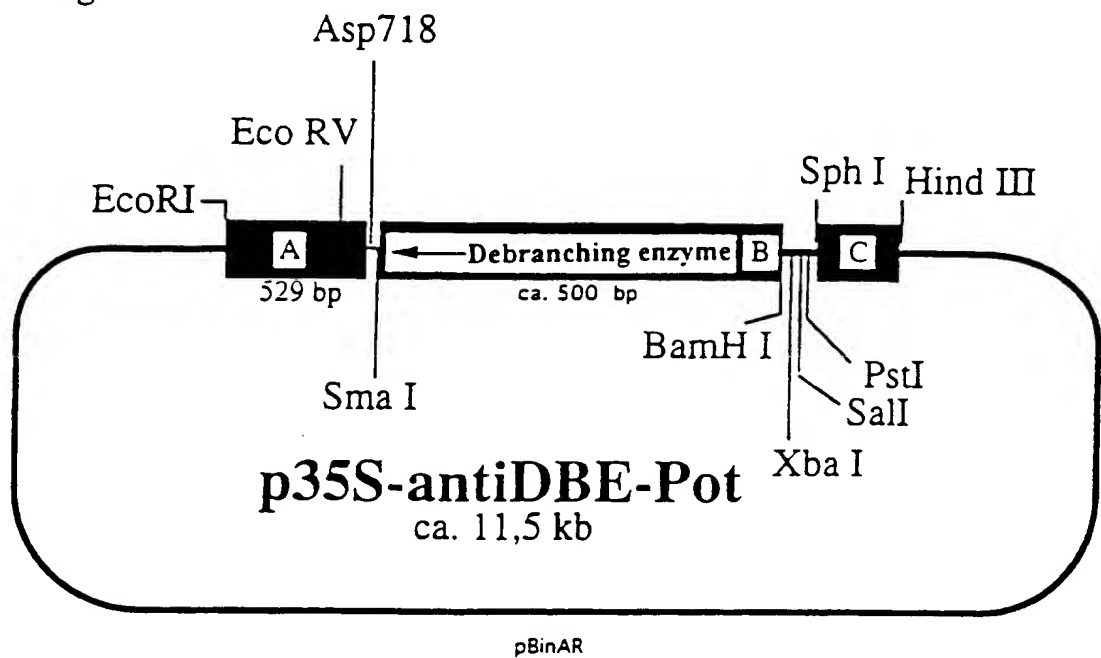 Asp718
Eco RV
EcoRI
Sph I
Hind III
A
Debranching enzyme
B
C
529 bp
ca. 500 bp
BamH I
PstI
SalI
Sma I
Xba I
p35S-antiDBE-Pot
ca. 11,5 kb
pBinAR